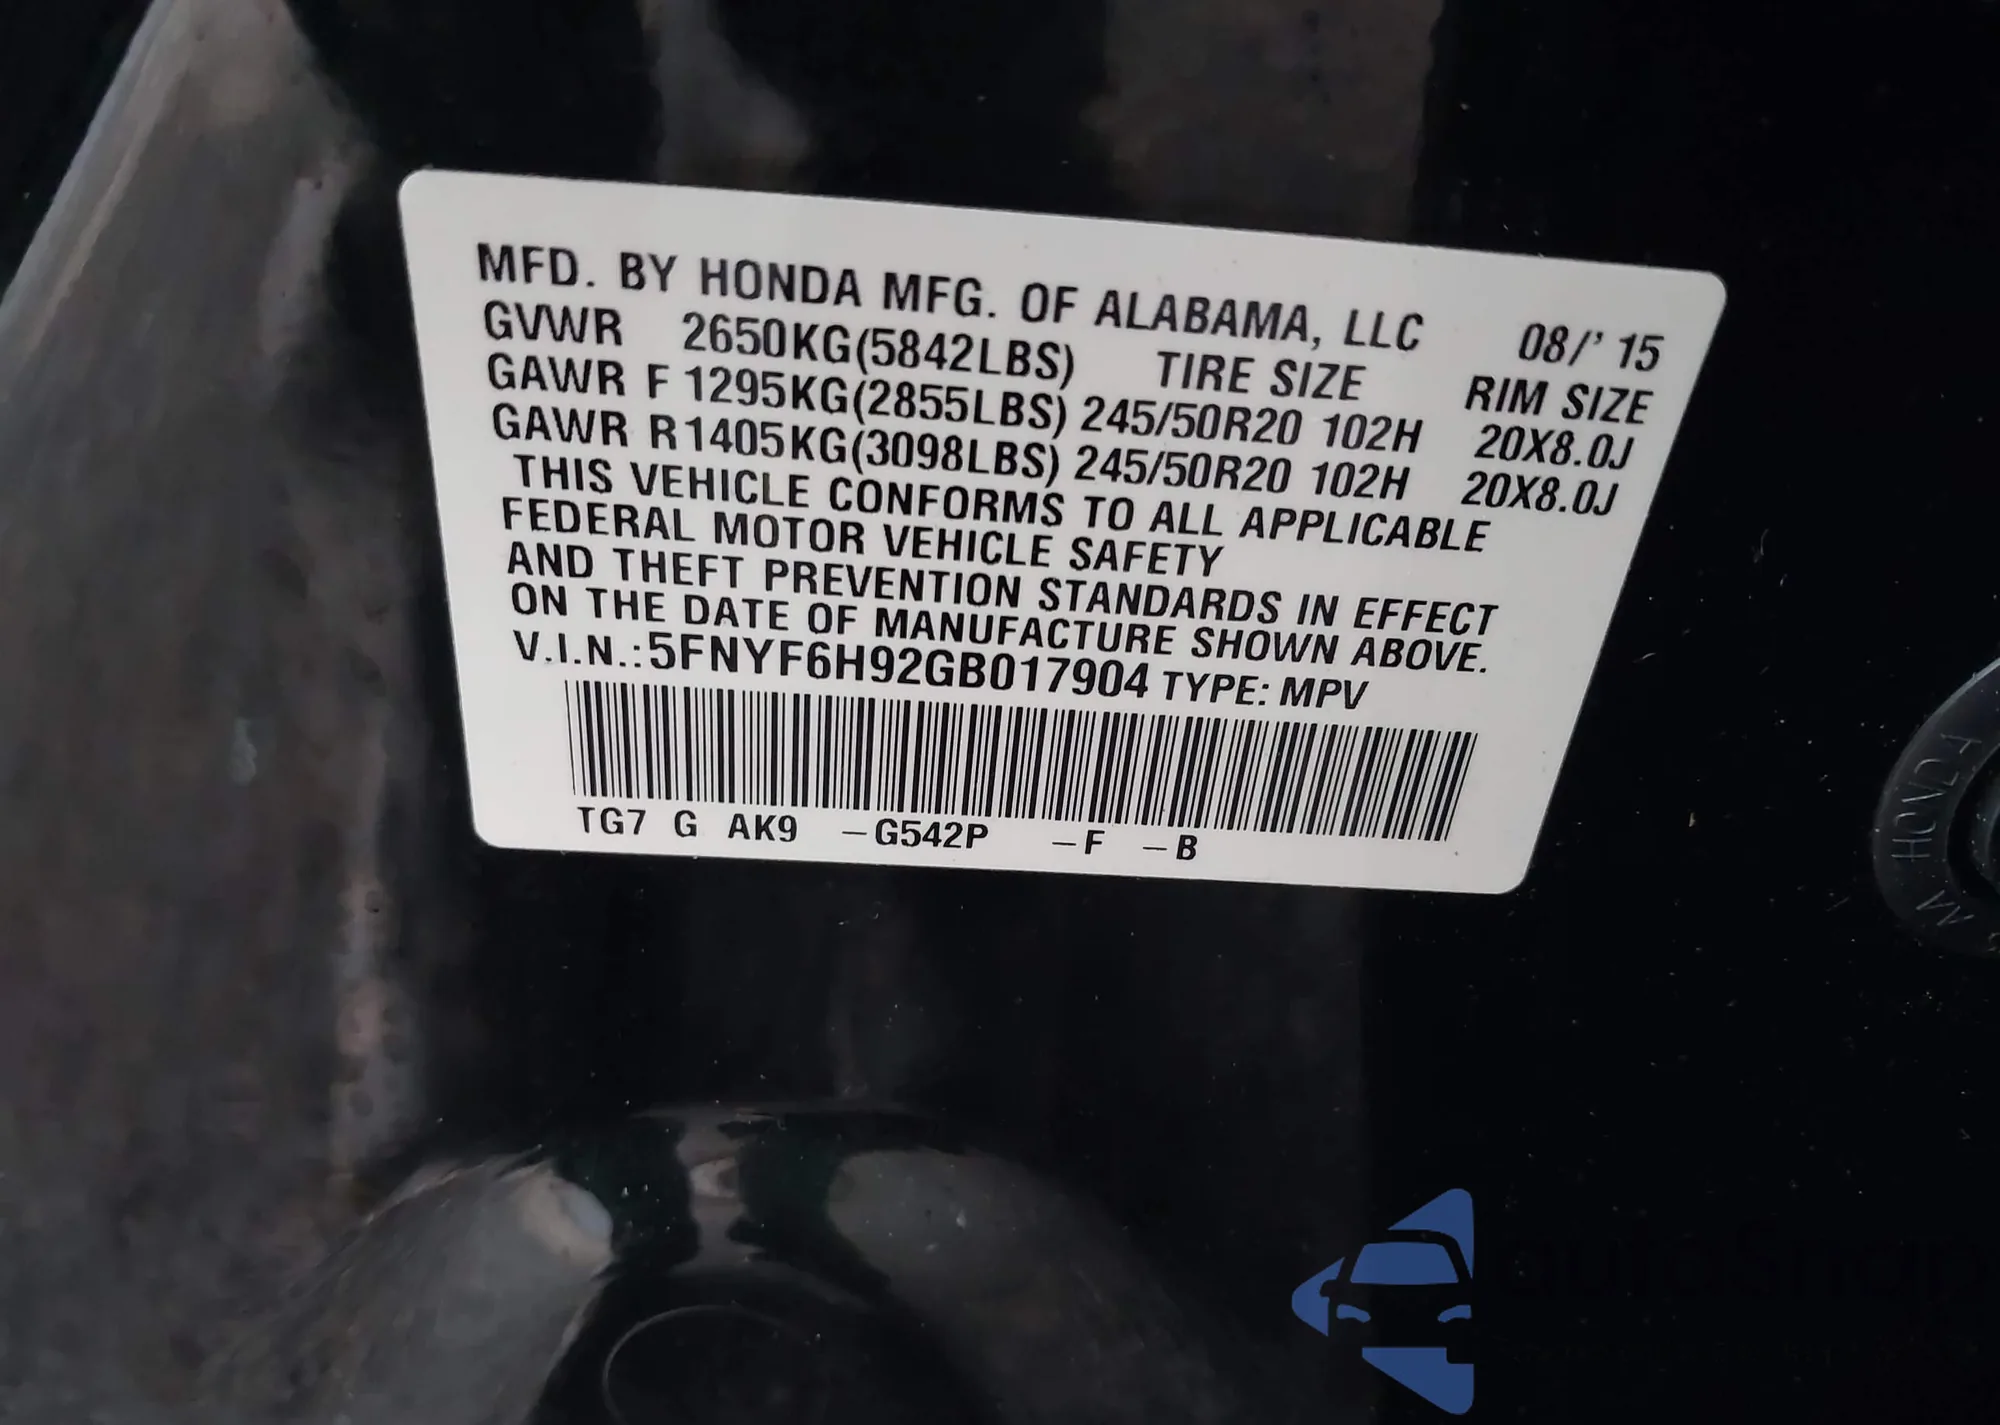 MFD. BY HONDA MFG. OF ALABAMA, LLC 08/' 15
GVWR 2650KG(5842LBS) TIRE SIZE RIM SIZE
GAWR F 1295KG(2855LBS) 245/50R20 102H 20X8.0J
GAWR R1405KG(3098LBS) 245/50R20 102H 20X8.0J
THIS VEHICLE CONFORMS TO ALL APPLICABLE
FEDERAL MOTOR VEHICLE SAFETY
AND THEFT PREVENTION STANDARDS IN EFFECT
ON THE DATE OF MANUFACTURE SHOWN ABOVE.
V.I.N.:5FNYF6H92GB017904 TYPE: MPV
TG7 G AK9 –G542P –F –B